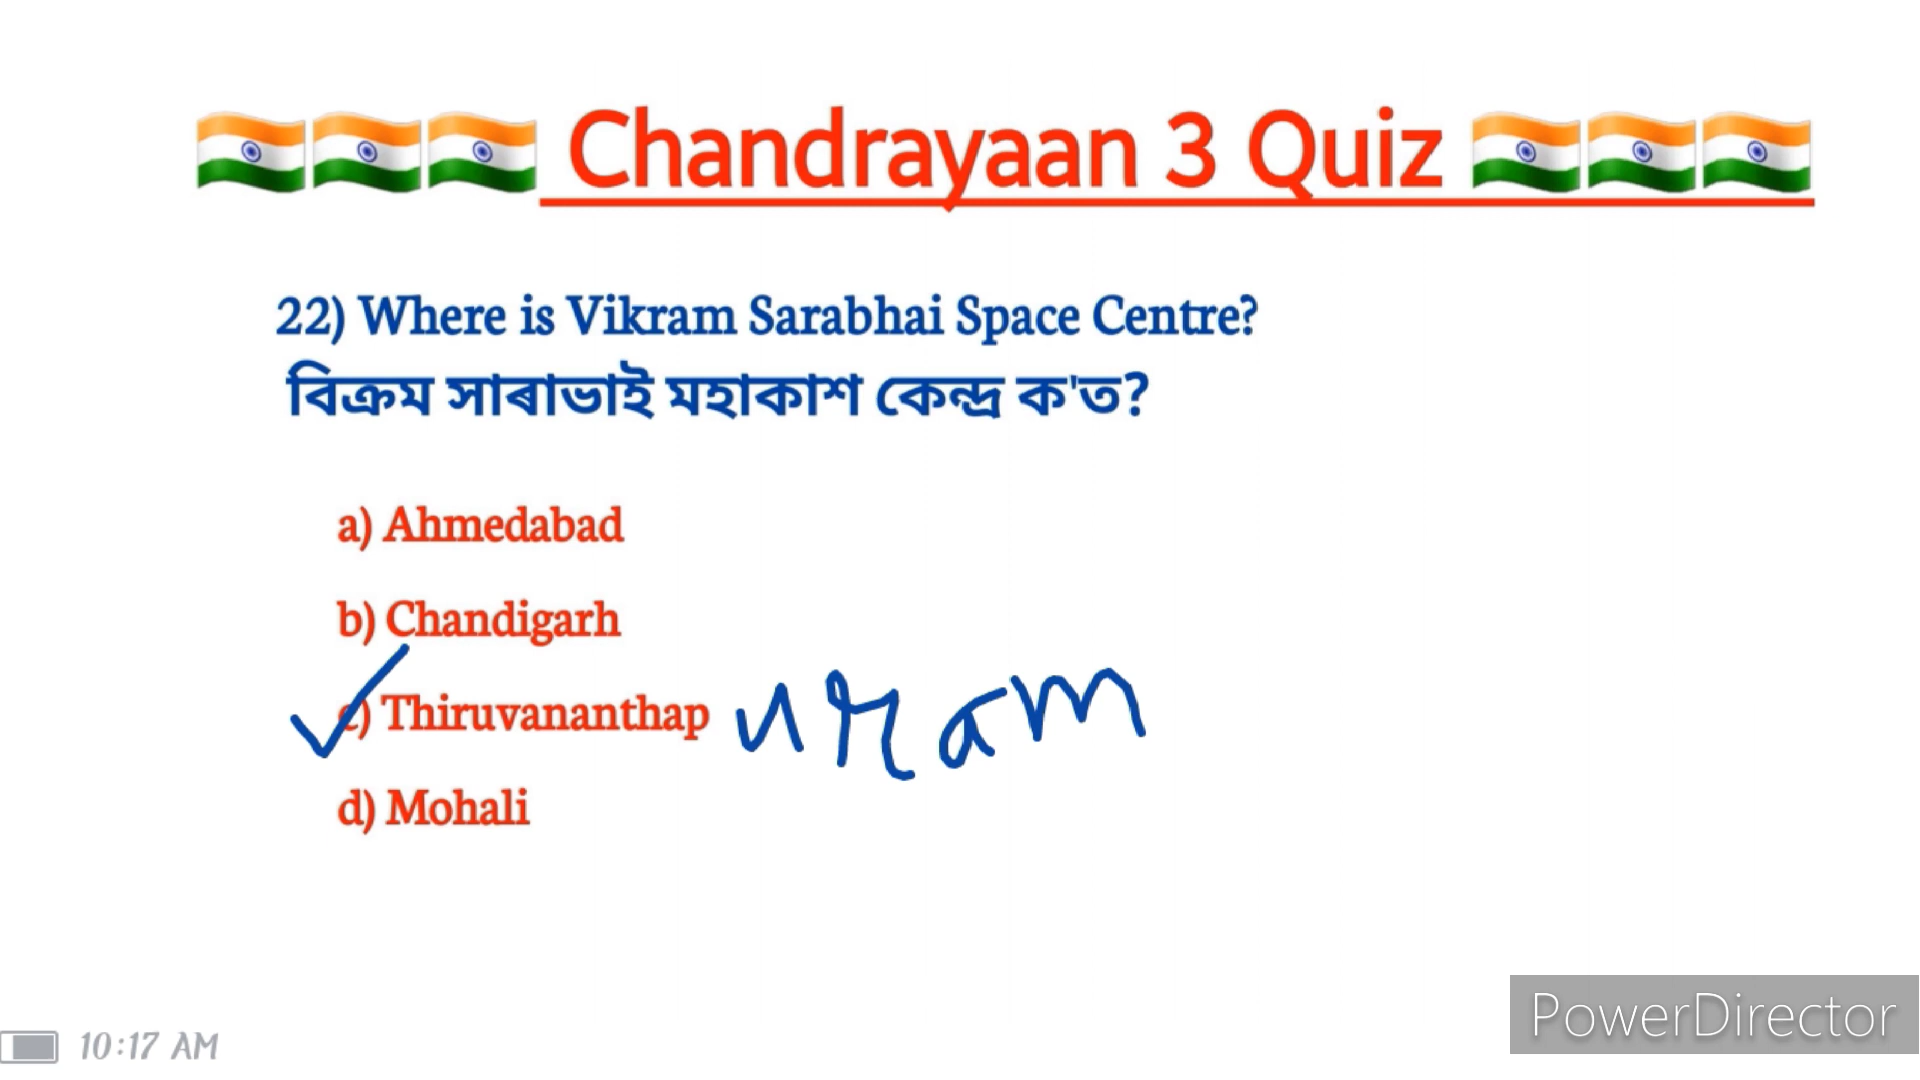 Chandrayaan 3 Quiz
22) Where is Vikram Sarabhai Space Centre?
বিক্ৰম সাৰাভাই মহাকাশ কেন্দ্ৰ ক'ত?
a) Ahmedabad
b) Chandigarh
c) Thiruvananthap uram
d) Mohali
10:17 AM
PowerDirector